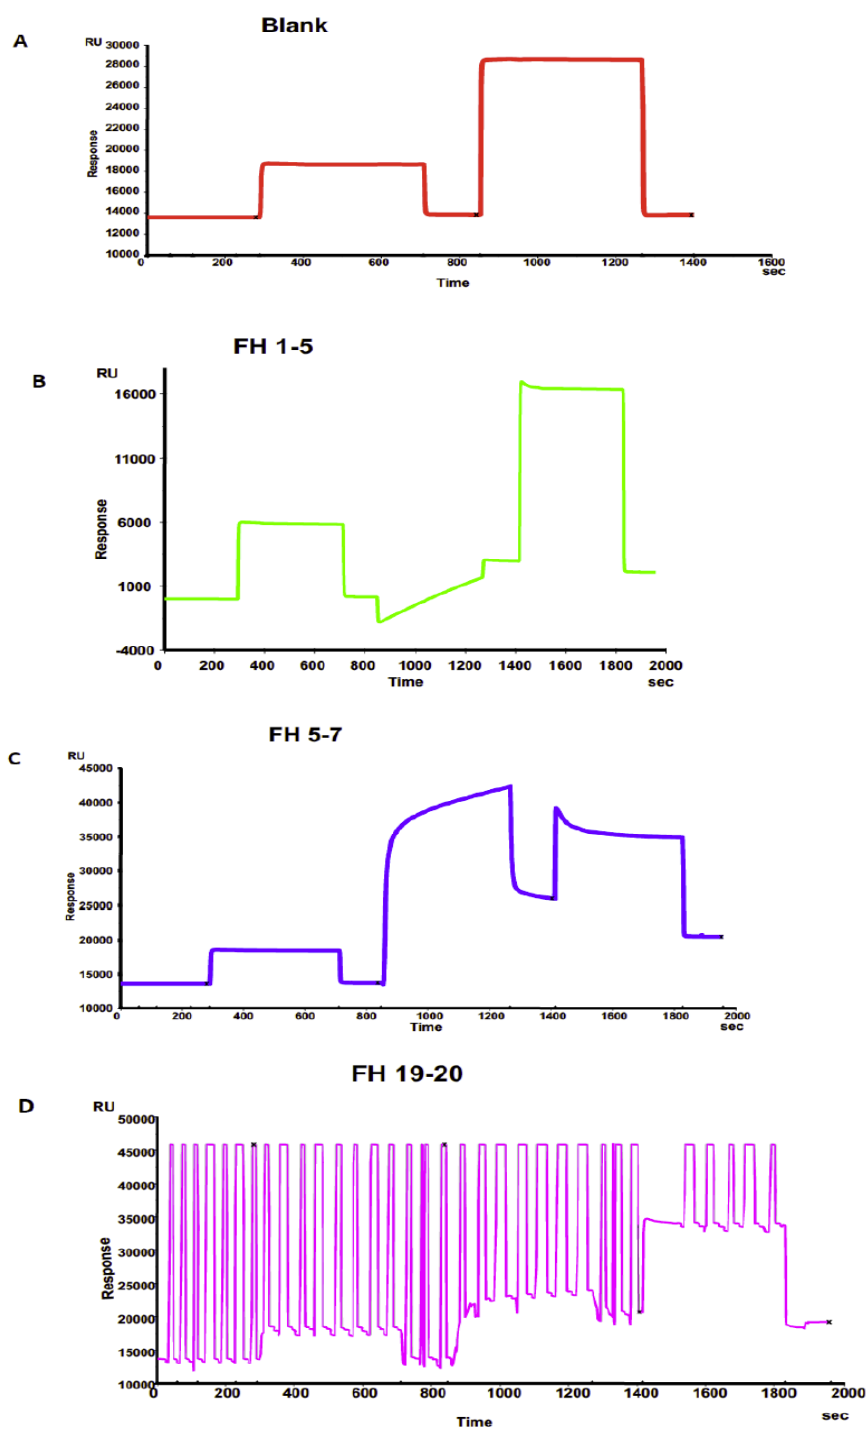 Blank
A
RU
30000
28000
26000
24000
22000
20000
18000
16000
14000
12000
10000
Response
0 200 400 600 800 1000 1200 1400 1600
sec
Time
FH 1-5
B
RU
16000
11000
6000
1000
-4000
Response
0 200 400 600 800 1000 1200 1400 1600 1800 2000
Time
sec
FH 5-7
C
RU
45000
40000
35000
30000
25000
20000
15000
10000
Response
0 200 400 600 800 1000 1200 1400 1600 1800 2000
Time
sec
FH 19-20
D
RU
50000
45000
40000
35000
30000
25000
20000
15000
10000
Response
0 200 400 600 800 1000 1200 1400 1600 1800 2000
sec
Time